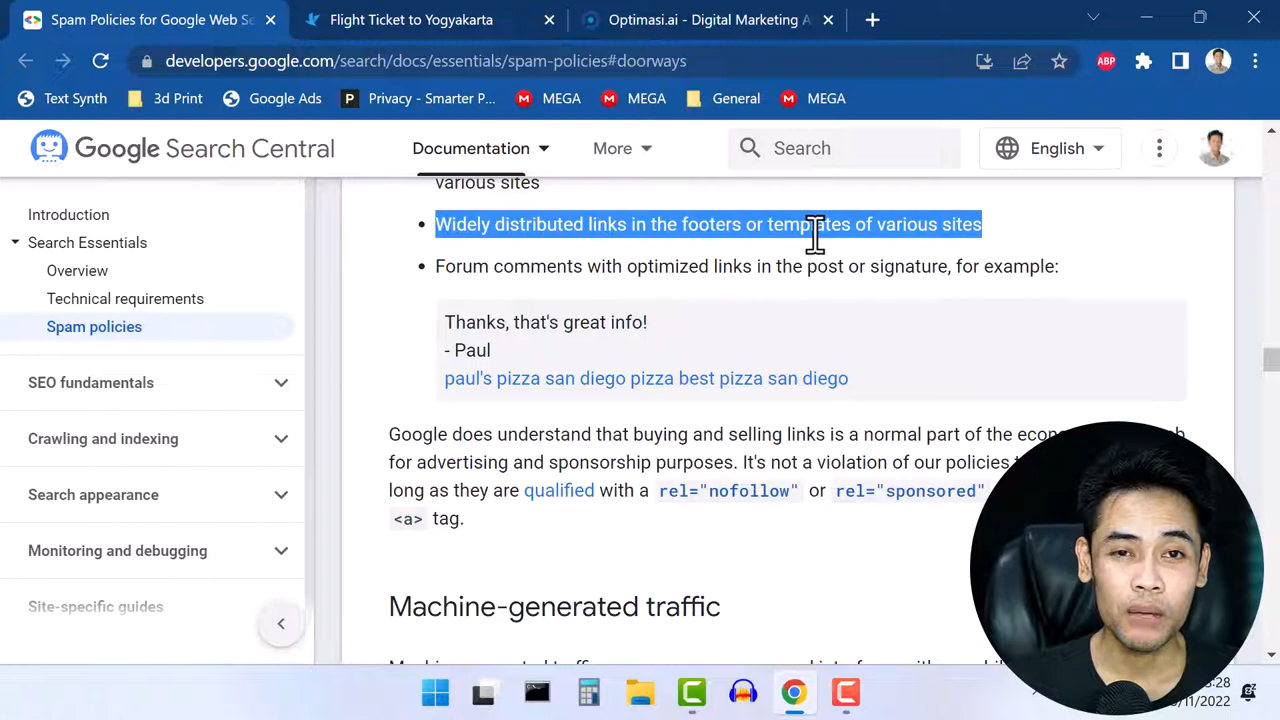 Spam Policies for Google Web Se
Flight Ticket to Yogyakarta
Optimasi.ai - Digital Marketing A
developers.google.com/search/docs/essentials/spam-policies#doorways
ABP
Text Synth
3d Print
Google Ads
P
Privacy - Smarter P...
MEGA
MEGA
General
MEGA
Google Search Central
Documentation
More
Search
English
Introduction
Search Essentials
Overview
Technical requirements
Spam policies
SEO fundamentals
Crawling and indexing
Search appearance
Monitoring and debugging
Site-specific guides
various sites
Widely distributed links in the footers or templates of various sites
Forum comments with optimized links in the post or signature, for example:
Thanks, that's great info!
- Paul
paul's pizza san diego pizza best pizza san diego
Google does understand that buying and selling links is a normal part of the
for advertising and sponsorship purposes. It's not a violation of our policies
long as they are qualified with a rel="nofollow" or rel="sponsored"
<a> tag.
Machine-generated traffic
:28
/11/2022